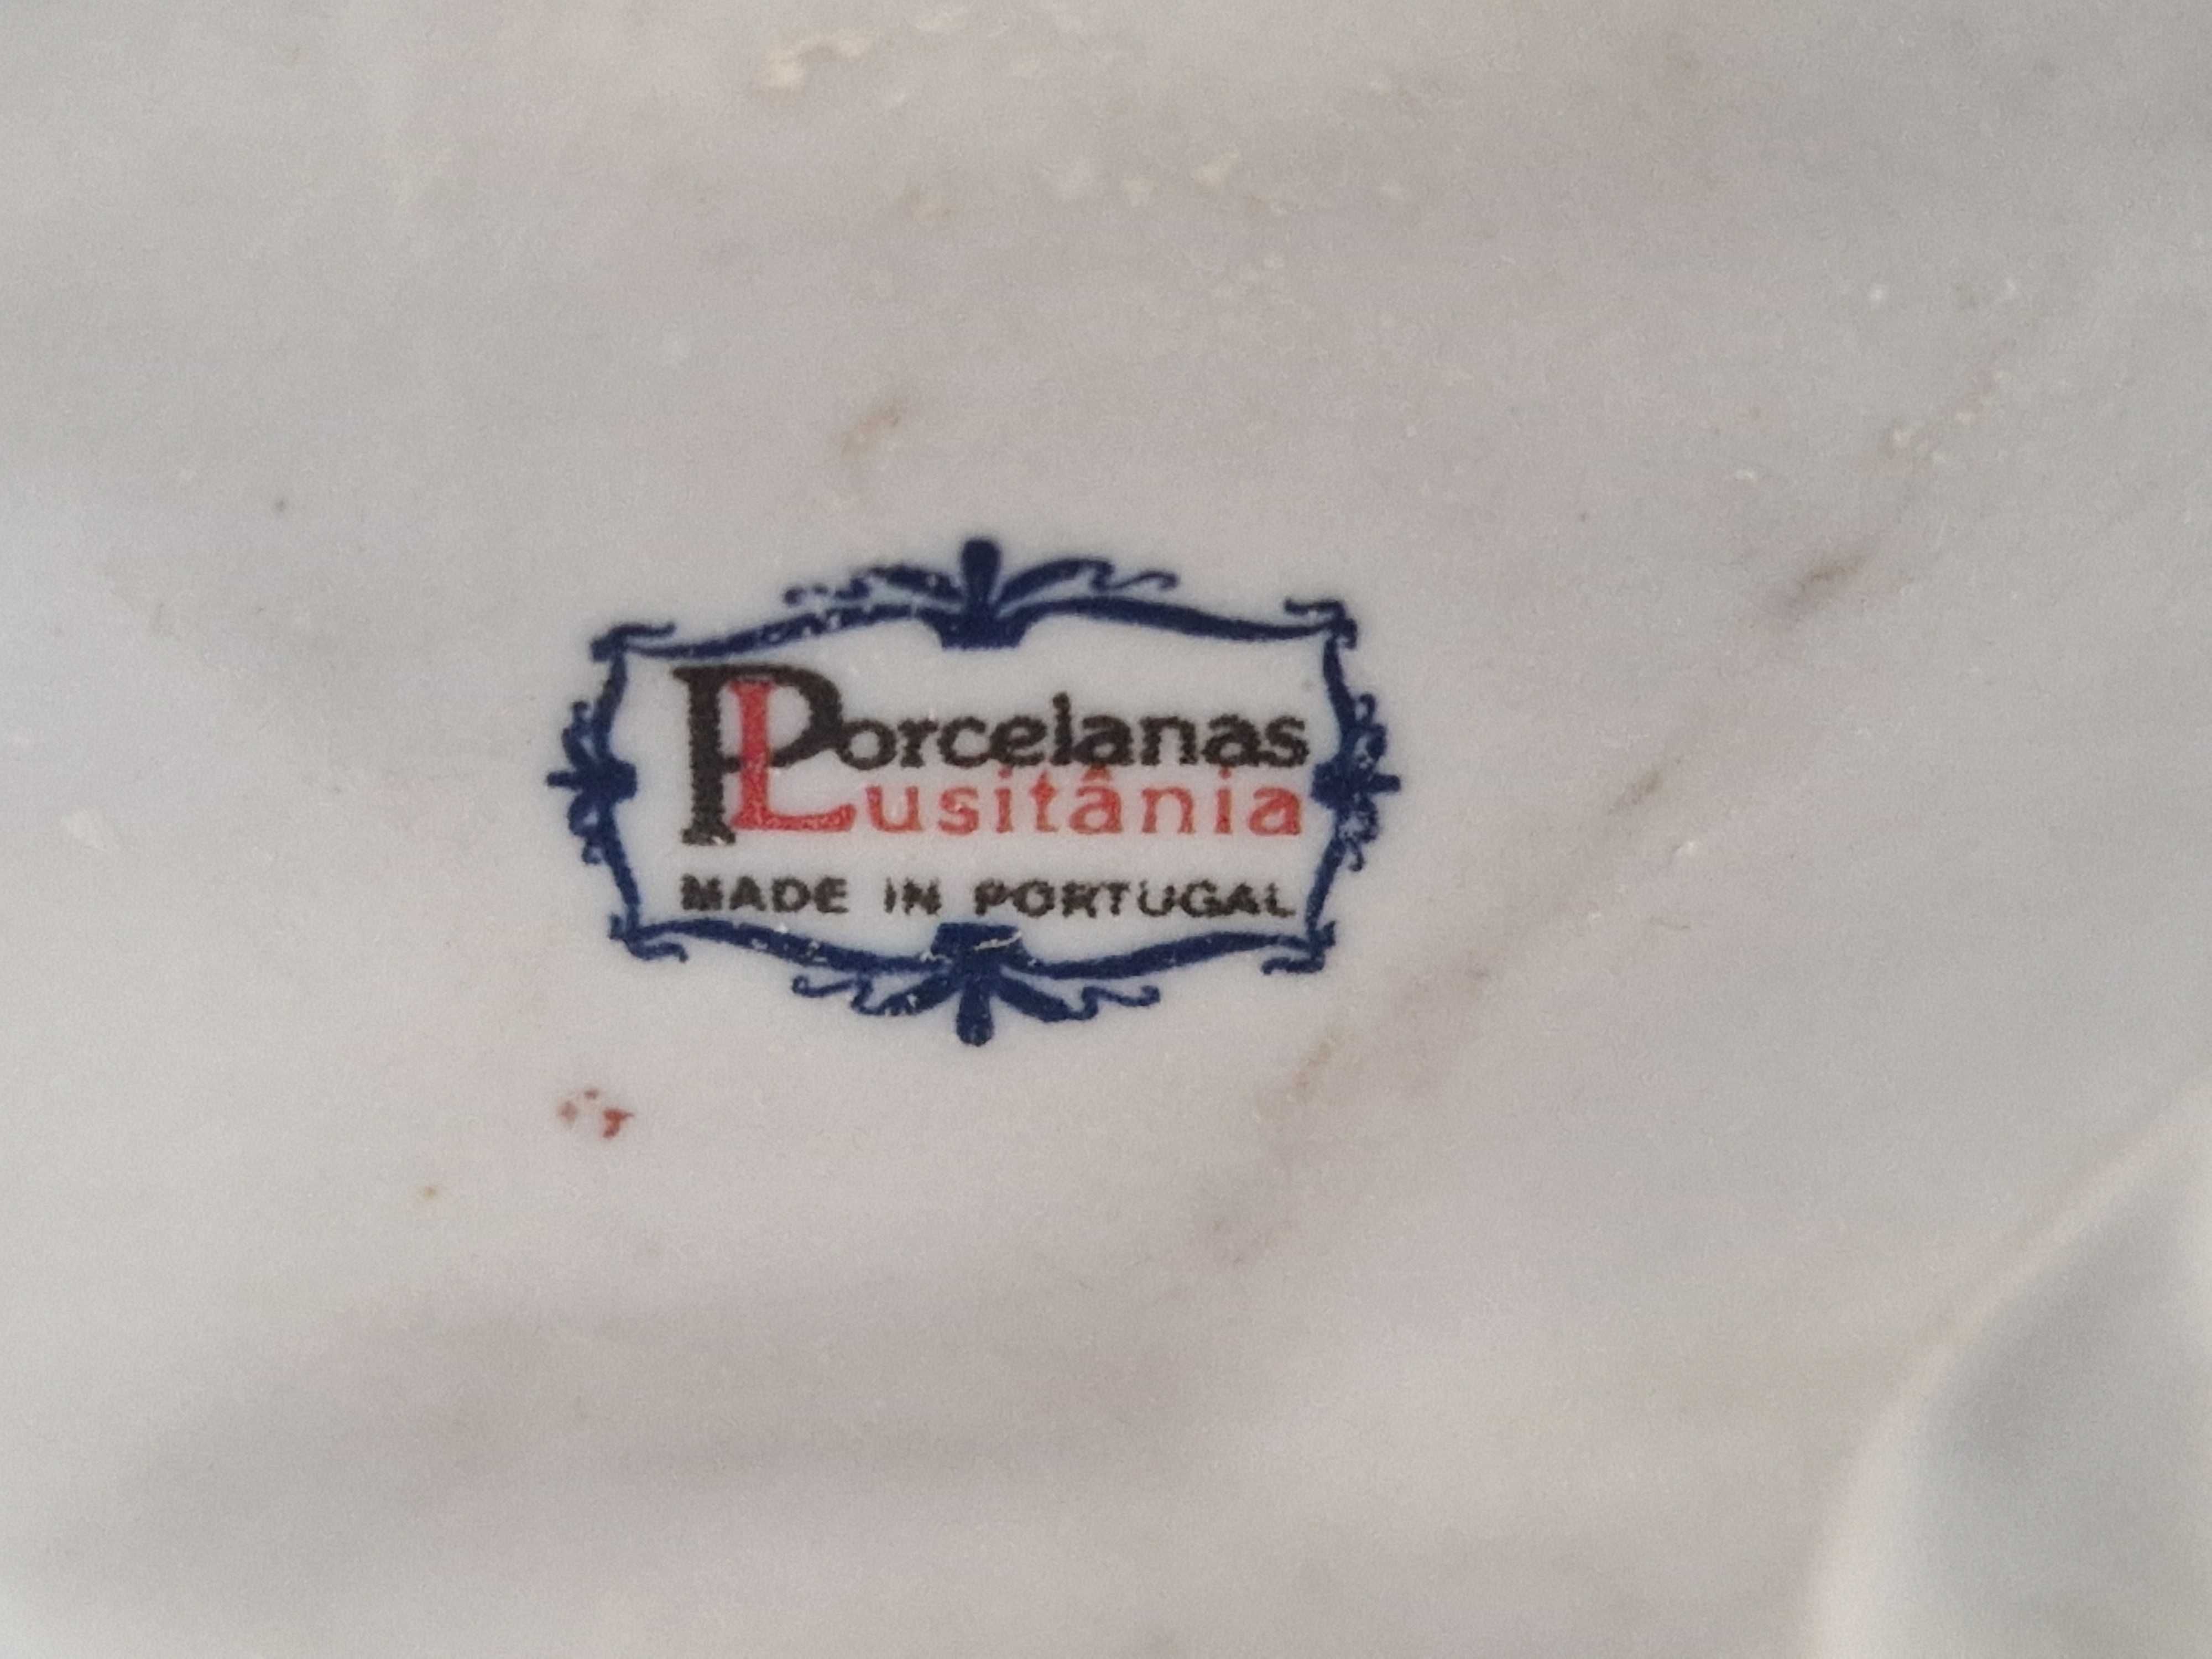 Porcelanas
Lusitânia
MADE IN PORTUGAL